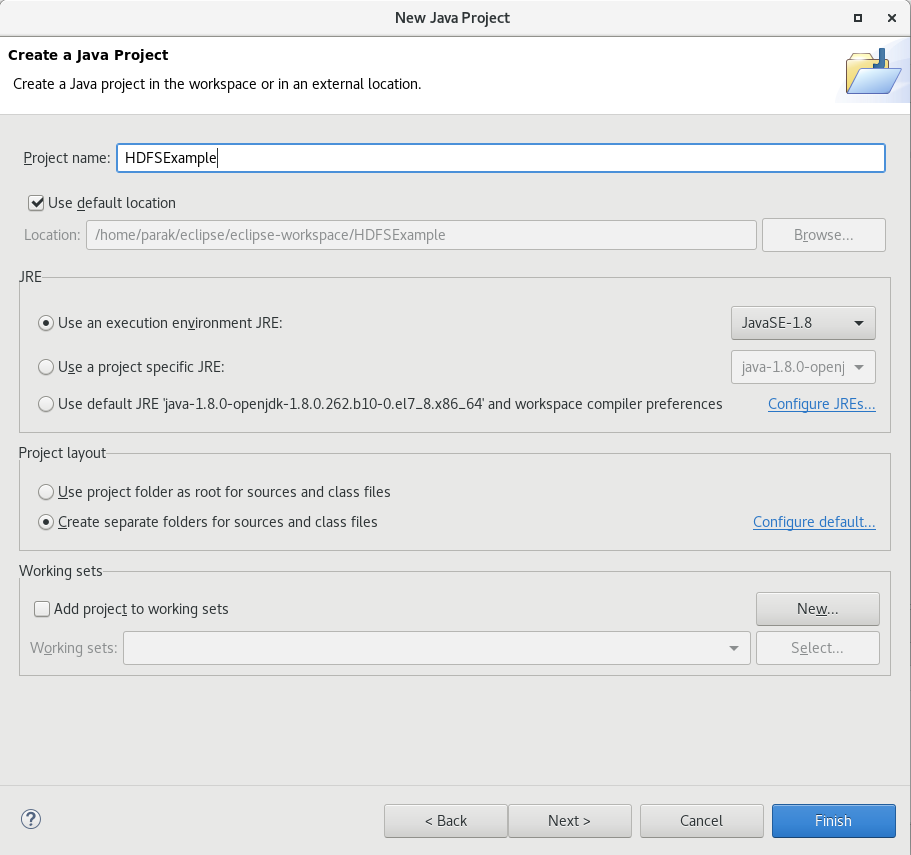 New Java Project
Create a Java Project
Create a Java project in the workspace or in an external location.
Project name: HDFSExample
Use default location
Location: /home/parak/eclipse/eclipse-workspace/HDFSExample Browse...
JRE
Use an execution environment JRE: JavaSE-1.8
Use a project specific JRE: java-1.8.0-openj
Use default JRE 'java-1.8.0-openjdk-1.8.0.262.b10-0.el7_8.x86_64' and workspace compiler preferences Configure JREs...
Project layout
Use project folder as root for sources and class files
Create separate folders for sources and class files Configure default...
Working sets
Add project to working sets New...
Working sets: Select...
? < Back Next > Cancel Finish